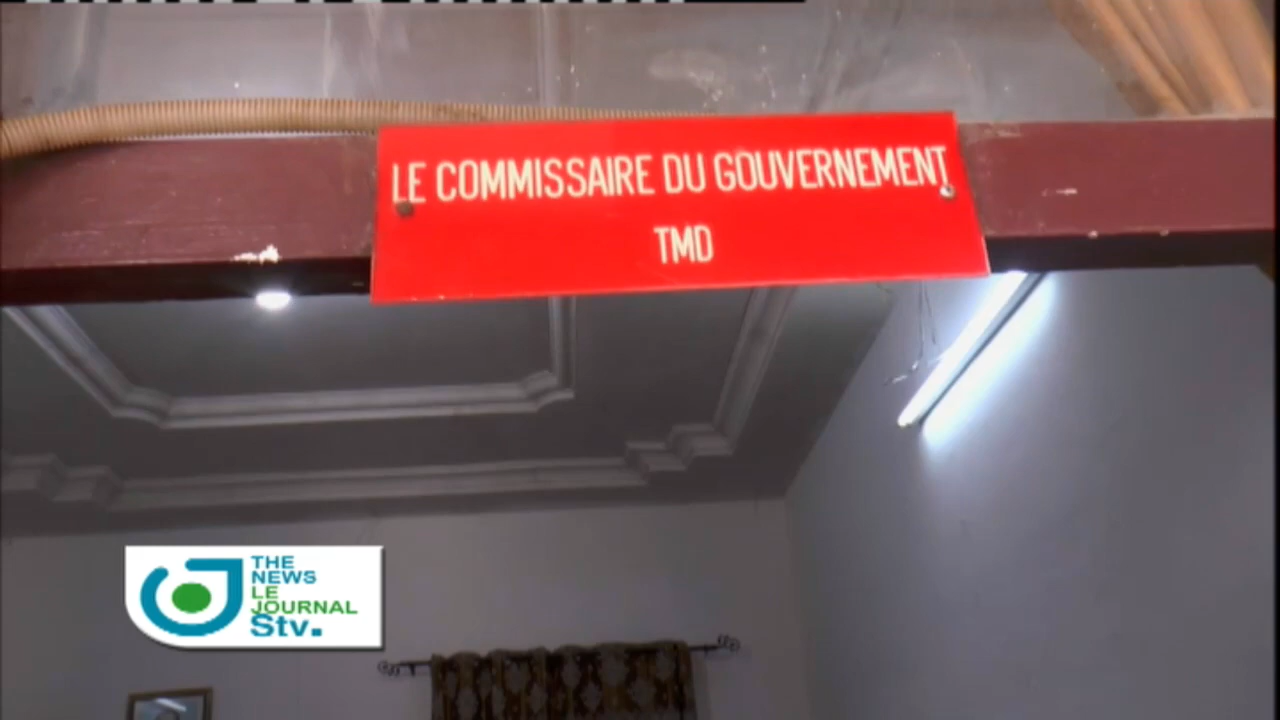 LE COMMISSAIRE DU GOUVERNEMENT
TMD
THE
NEWS
LE
JOURNAL
Stv.